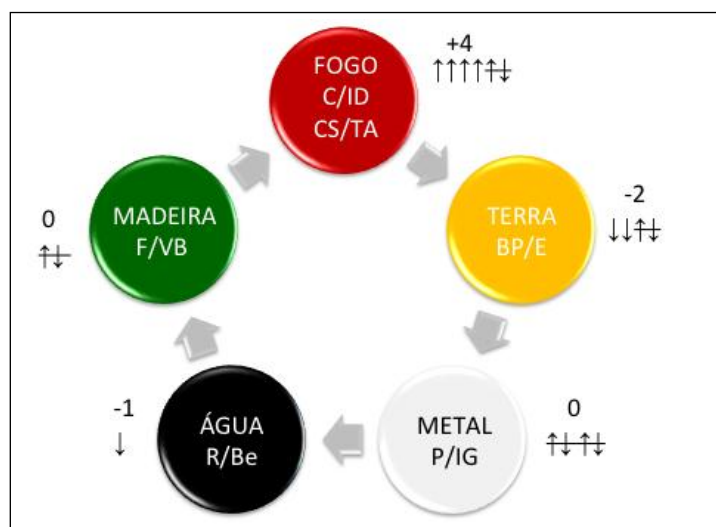 FOGO
C/ID
CS/TA
+4
↑↑↑↑↑↓
TERRA
BP/E
-2
↓↓↑↓
METAL
P/IG
0
↑↓ ↑↓
ÁGUA
R/Be
-1
↓
MADEIRA
F/VB
0
↑↓